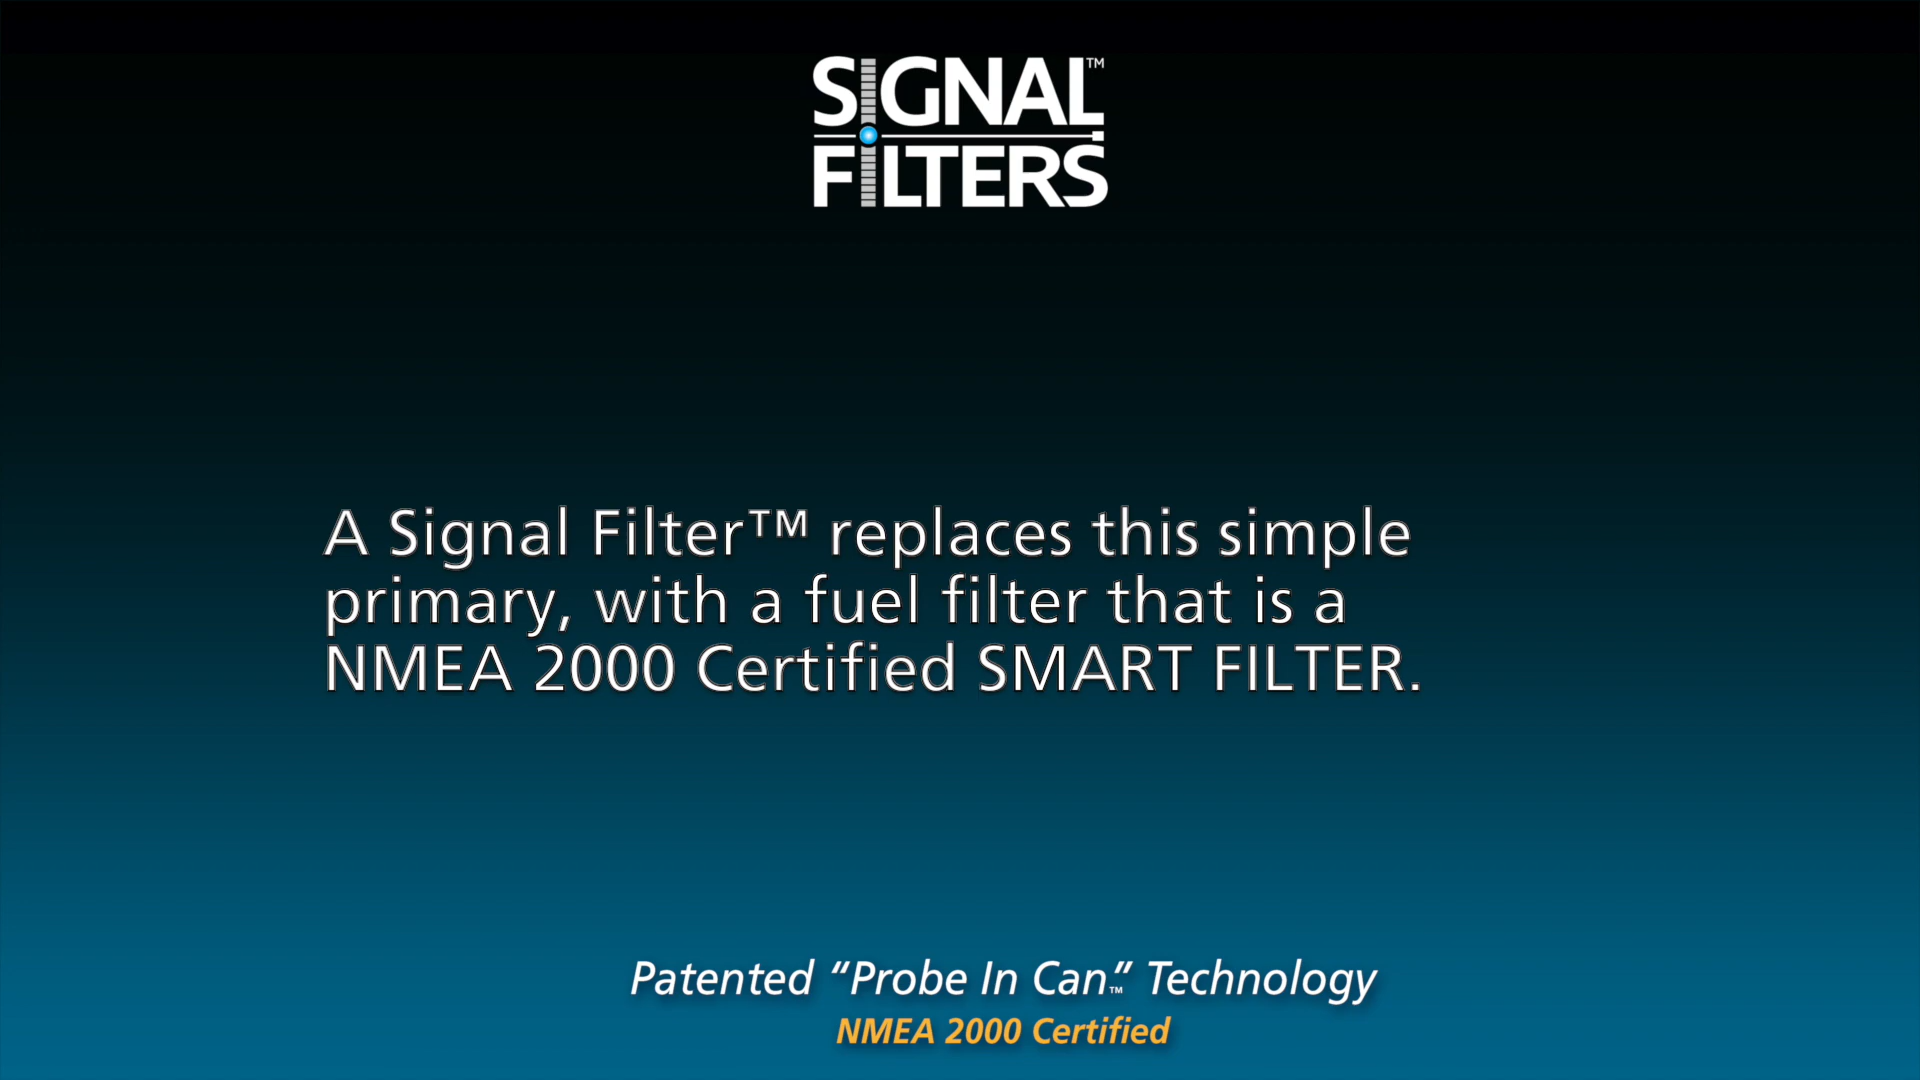 SIGNAL™
FILTERS
A Signal Filter™ replaces this simple
primary, with a fuel filter that is a
NMEA 2000 Certified SMART FILTER.
Patented “Probe In Can™” Technology
NMEA 2000 Certified